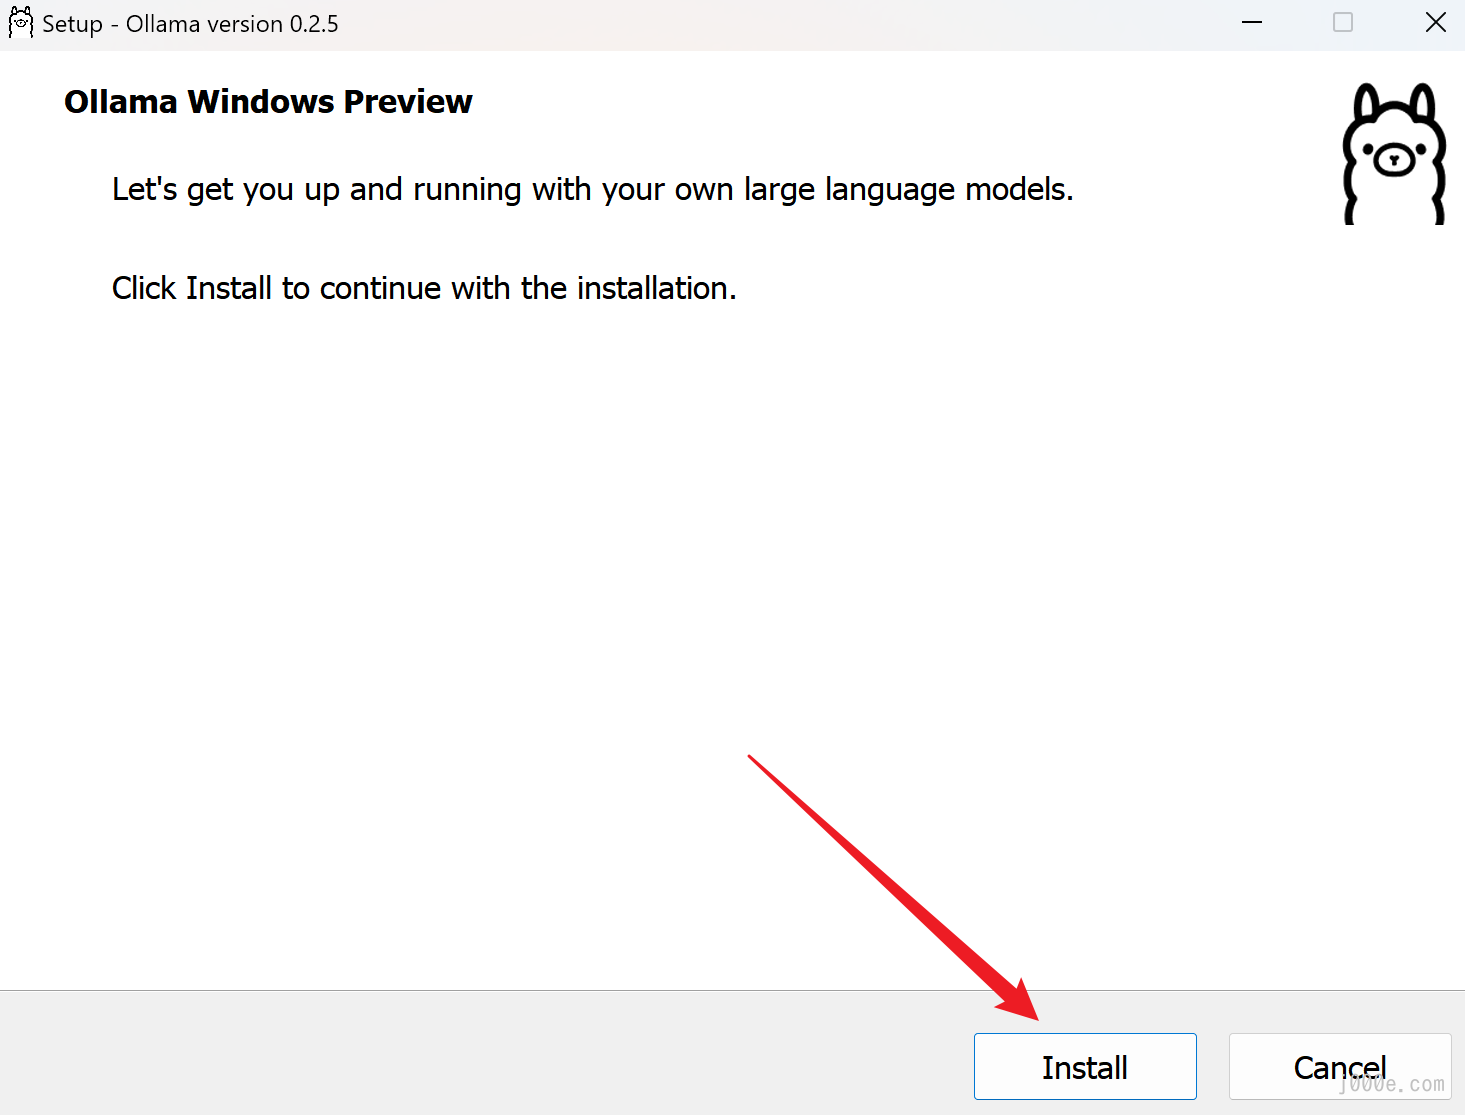 Setup - Ollama version 0.2.5
Ollama Windows Preview
Let's get you up and running with your own large language models.
Click Install to continue with the installation.
Install
Cancel
j000e.com